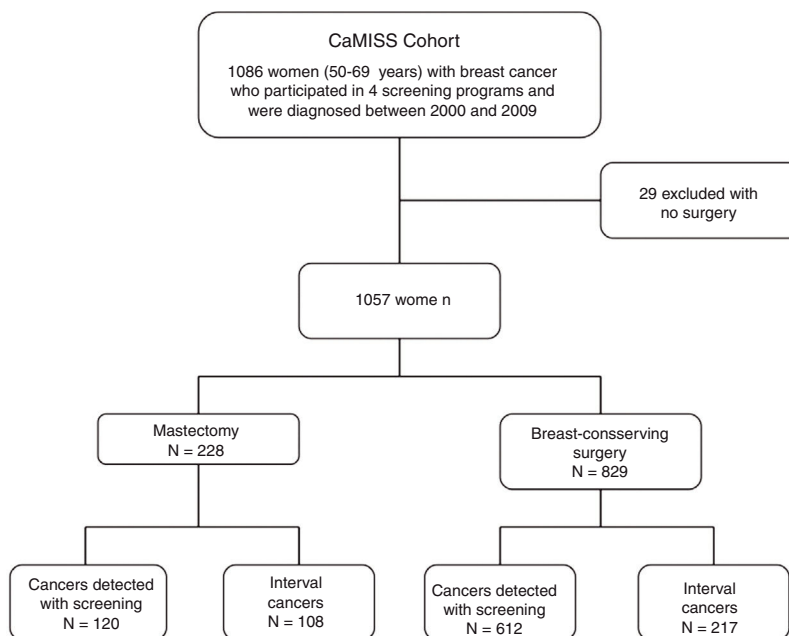 CaMISS Cohort
1086 women (50-69 years) with breast cancer
who participated in 4 screening programs and
were diagnosed between 2000 and 2009
29 excluded with
no surgery
1057 wome n
Mastectomy
N = 228
Breast-consserving
surgery
N = 829
Cancers detected
with screening
N = 120
Interval
cancers
N = 108
Cancers detected
with screening
N = 612
Interval
cancers
N = 217